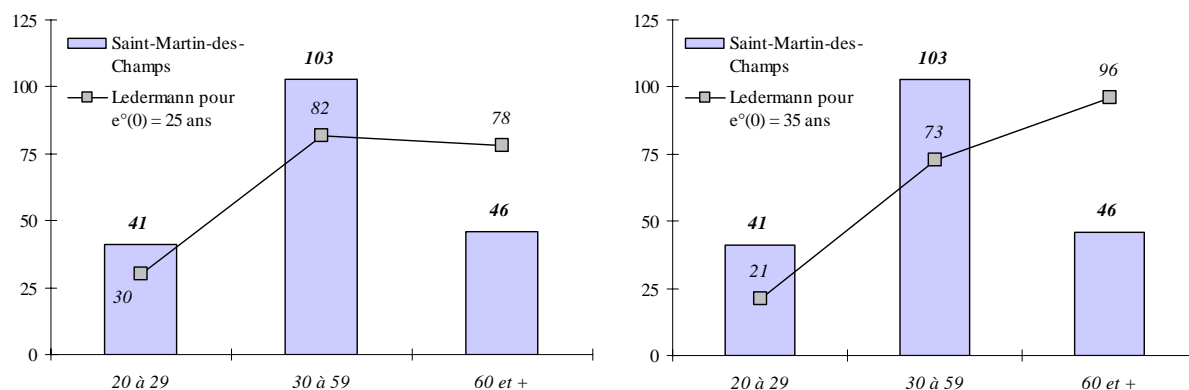 125
100
75
50
25
0
Saint-Martin-des-
Champs
Ledermann pour
e°(0) = 25 ans
41
103
46
30
82
78
20 à 29
30 à 59
60 et +
125
100
75
50
25
0
Saint-Martin-des-
Champs
Ledermann pour
e°(0) = 35 ans
41
103
46
21
73
96
20 à 29
30 à 59
60 et +